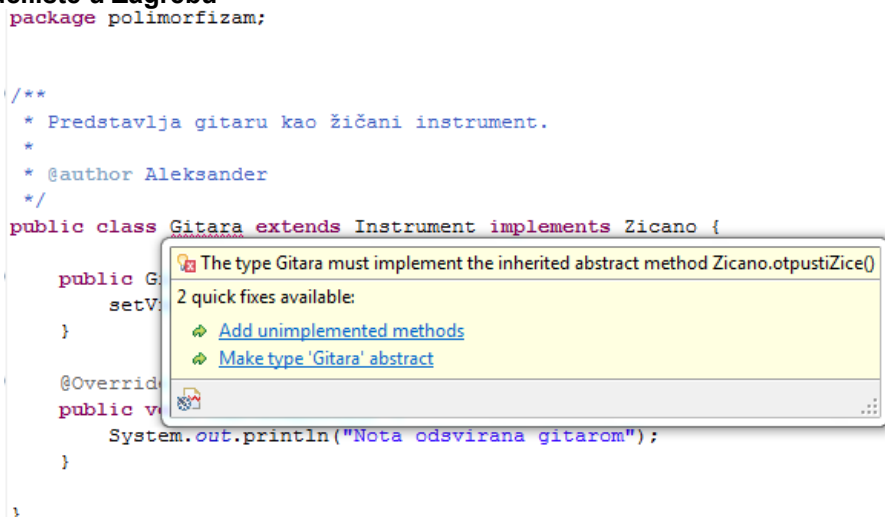 u Zagrebu
package polimorfizam;
/**
* Predstavlja gitaru kao žičani instrument.
*
* @author Aleksander
*/
public class Gitara extends Instrument implements Zicano {
The type Gitara must implement the inherited abstract method Zicano.otpustiZice()
public G
2 quick fixes available:
setV
Add unimplemented methods
}
Make type 'Gitara' abstract
@Overrid
public v
System.out.println("Nota odsvirana gitarom");
}
}